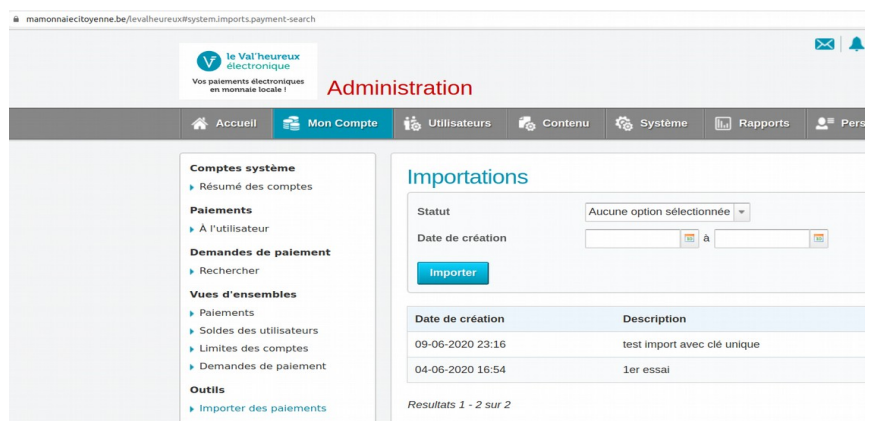 mamonnaiecitoyenne.be/levalheureux#system.imports.payment-search
le Val'heureux
électronique
Vos paiements électroniques
en monnaie locale !
Administration
Accueil
Mon Compte
Utilisateurs
Contenu
Système
Rapports
Pers
Comptes système
Résumé des comptes
Paiements
À l'utilisateur
Demandes de paiement
Rechercher
Vues d'ensembles
Paiements
Soldes des utilisateurs
Limites des comptes
Demandes de paiement
Outils
Importer des paiements
Importations
Statut Aucune option sélectionnée
Date de création à
Importer
Date de création Description
09-06-2020 23:16 test import avec clé unique
04-06-2020 16:54 1er essai
Resultats 1 - 2 sur 2